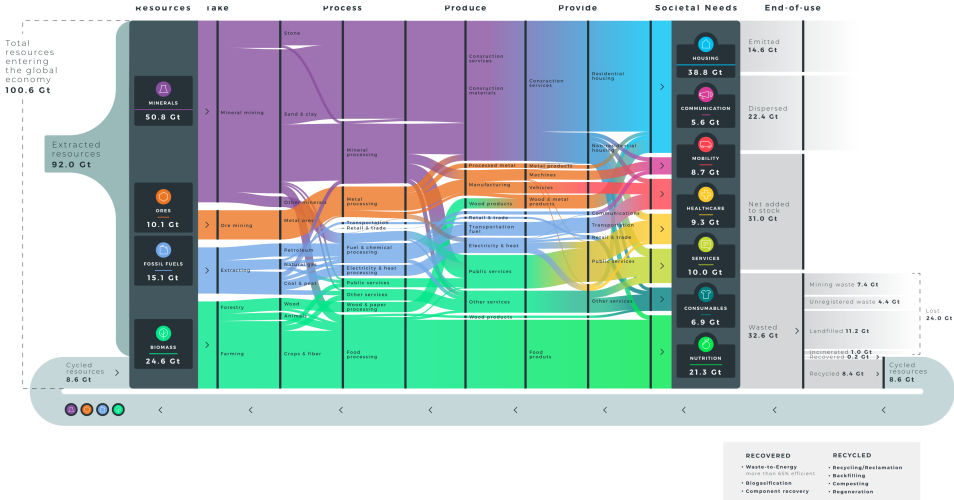 Resources
Take
Process
Produce
Provide
Societal Needs
End-of-use
Total
resources
entering
the global
economy
100.6 Gt
Extracted
resources
92.0 Gt
Cycled
resources
8.6 Gt
MINERALS
50.8 Gt
ORES
10.1 Gt
FOSSIL FUELS
15.1 Gt
BIOMASS
24.6 Gt
Mineral mining
Ore mining
Extracting
Forestry
Farming
Stone
Sand & clay
Other minerals
Metal ores
Petroleum
Natural gas
Coal & peat
Wood
Animals
Crops & fiber
Mineral
processing
Metal
processing
Transportation
Retail & trade
Fuel & chemical
processing
Electricity & heat
processing
Public services
Other services
Wood & paper
processing
Food
processing
Consruction
services
Consruction
materials
Processed metal
Manufacturing
Wood products
Retail & trade
Transportation
fuel
Electricity & heat
Public services
Other services
Wood products
Consruction
services
Metal products
Machines
Vehicles
Wood & metal
products
Food
produts
Residential
housing
Non-residential
housing
Communications
Transportation
Retail & trade
Public services
Other services
HOUSING
38.8 Gt
COMMUNICATION
5.6 Gt
MOBILITY
8.7 Gt
HEALTHCARE
9.3 Gt
SERVICES
10.0 Gt
CONSUMABLES
6.9 Gt
NUTRITION
21.3 Gt
Emitted
14.6 Gt
Dispersed
22.4 Gt
Net added
to stock
31.0 Gt
Wasted
32.6 Gt
Mining waste 7.4 Gt
Unregistered waste 4.4 Gt
Landfilled 11.2 Gt
Incinerated 1.0 Gt
Recovered 0.2 Gt
Recycled 8.4 Gt
Lost
24.0 Gt
Cycled
resources
8.6 Gt
RECOVERED
• Waste-to-Energy
more than 65% efficient
• Biogasification
• Component recovery
RECYCLED
• Recycling/Reclamation
• Backfilling
• Composting
• Regeneration